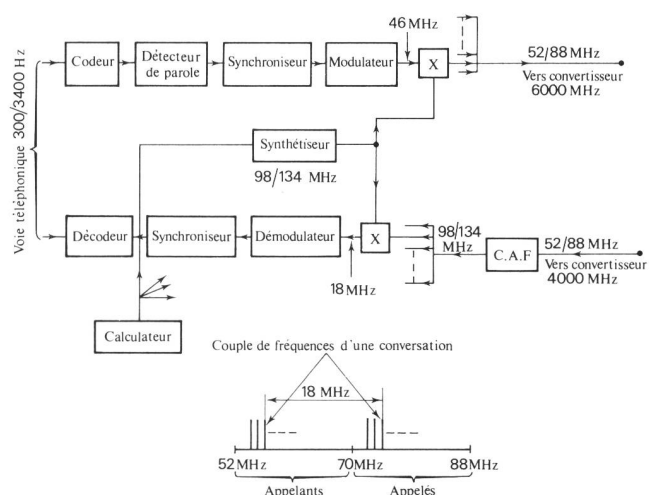 46 MHz
Voie téléphonique 300/3400 Hz
Codeur
Détecteur
de parole
Synchroniseur
Modulateur
X
52/88 MHz
Vers convertisseur
6000 MHz
Synthétiseur
98/134 MHz
Décodeur
Synchroniseur
Démodulateur
X
18 MHz
98/134
MHz
C.A.F
52/88 MHz
Vers convertisseur
4000 MHz
Calculateur
Couple de fréquences d'une conversation
18 MHz
52 MHz
70 MHz
88 MHz
Appelants
Appelés